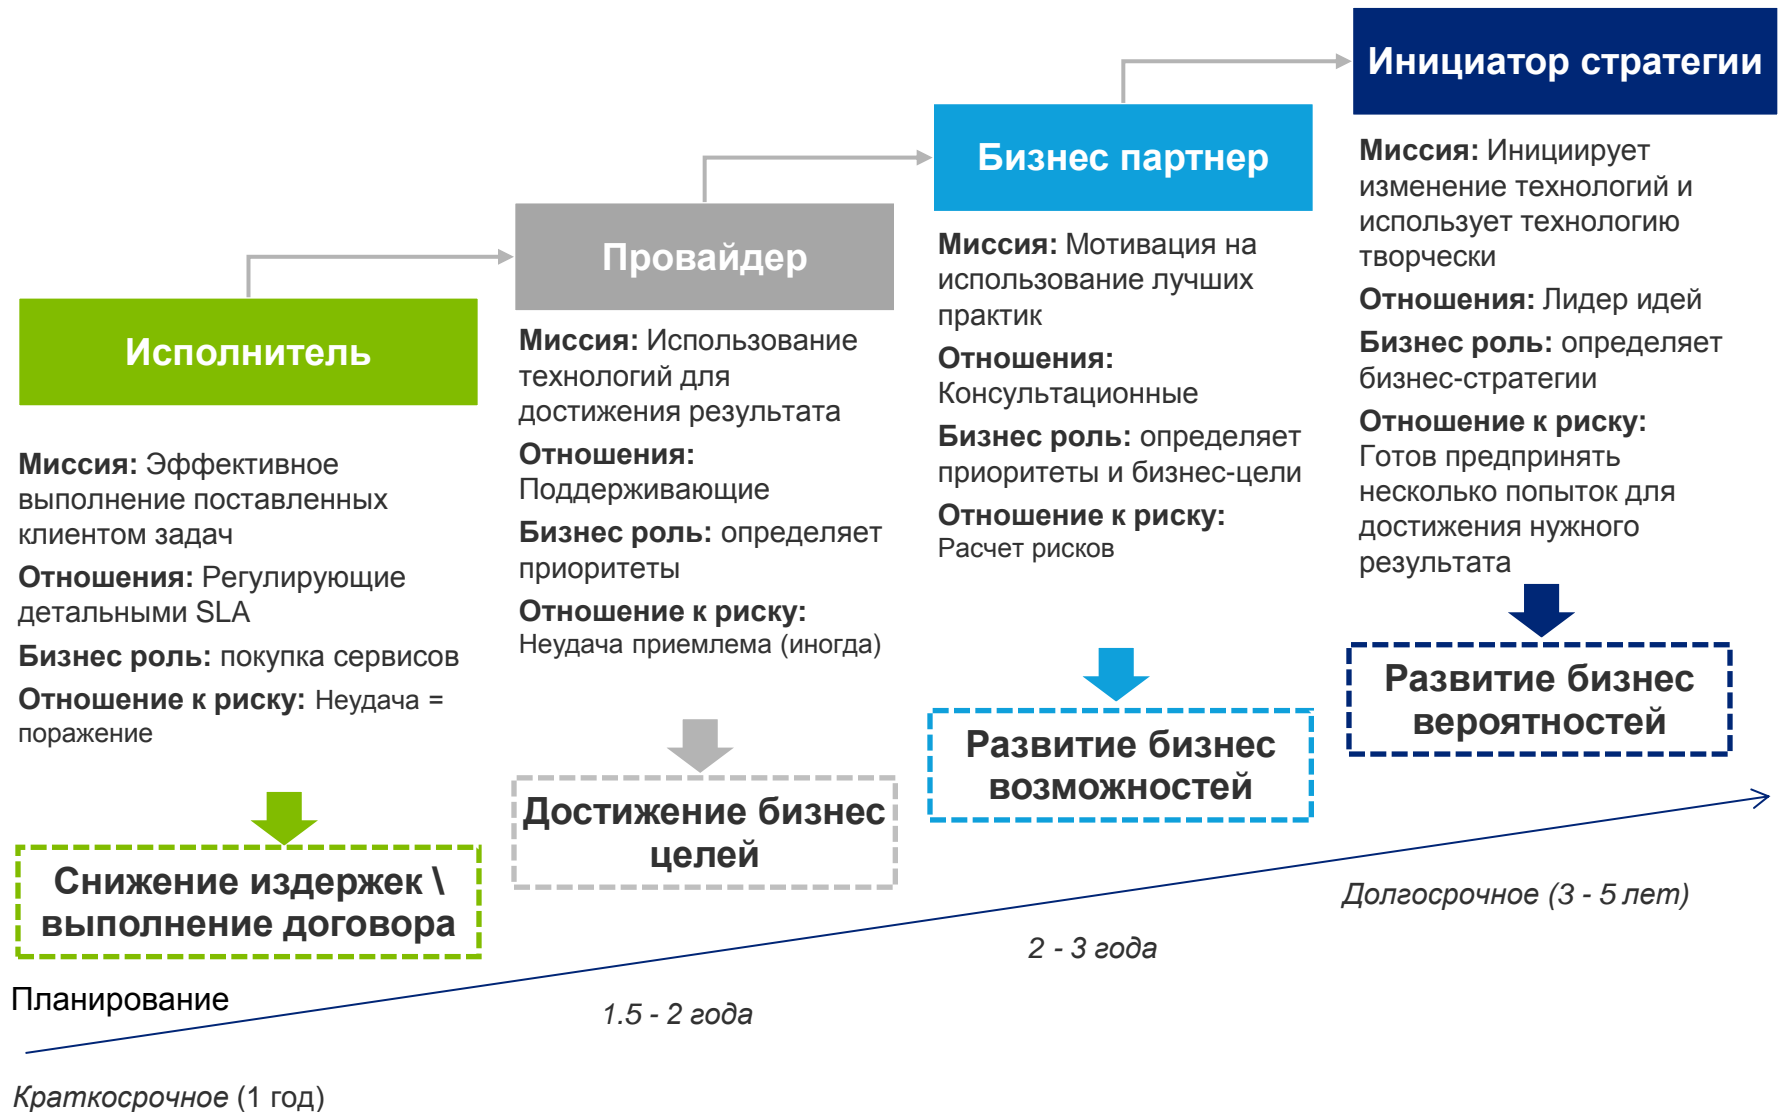 Исполнитель
Миссия: Эффективное
выполнение поставленных
клиентом задач
Отношения: Регулирующие
детальными SLA
Бизнес роль: покупка сервисов
Отношение к риску: Неудача =
поражение
Снижение издержек \
выполнение договора
Провайдер
Миссия: Использование
технологий для
достижения результата
Отношения:
Поддерживающие
Бизнес роль: определяет
приоритеты
Отношение к риску:
Неудача приемлема (иногда)
Достижение бизнес
целей
Бизнес партнер
Миссия: Мотивация на
использование лучших
практик
Отношения:
Консультационные
Бизнес роль: определяет
приоритеты и бизнес-цели
Отношение к риску:
Расчет рисков
Развитие бизнес
возможностей
Инициатор стратегии
Миссия: Инициирует
изменение технологий и
использует технологию
творчески
Отношения: Лидер идей
Бизнес роль: определяет
бизнес-стратегии
Отношение к риску:
Готов предпринять
несколько попыток для
достижения нужного
результата
Развитие бизнес
вероятностей
Планирование
Краткосрочное (1 год)
1.5 - 2 года
2 - 3 года
Долгосрочное (3 - 5 лет)